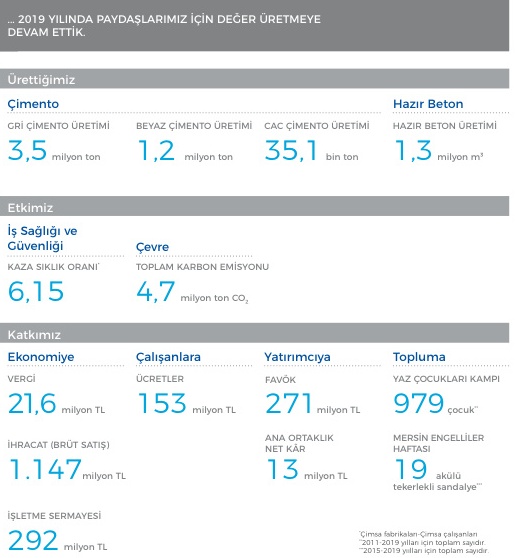 ... 2019 YILINDA PAYDAŞLARIMIZ İÇİN DEĞER ÜRETMEYE
DEVAM ETTİK.
Ürettiğimiz
Çimento
Hazır Beton
GRİ ÇİMENTO ÜRETİMİ
BEYAZ ÇİMENTO ÜRETİMİ
CAC ÇİMENTO ÜRETİMİ
HAZIR BETON ÜRETİMİ
3,5 milyon ton
1,2 milyon ton
35,1 bin ton
1,3 milyon m³
Etkimiz
İş Sağlığı ve
Güvenliği
Çevre
KAZA SIKLIK ORANI*
TOPLAM KARBON EMİSYONU
6,15
4,7 milyon ton CO₂
Katkımız
Ekonomiye
Çalışanlara
Yatırımcıya
Topluma
VERGİ
ÜCRETLER
FAVÖK
YAZ ÇOCUKLARI KAMPI
21,6 milyon TL
153 milyon TL
271 milyon TL
979 çocuk**
İHRACAT (BRÜT SATIŞ)
1.147 milyon TL
ANA ORTAKLIK
NET KÂR
13 milyon TL
MERSİN ENGELLİLER
HAFTASI
19 akülü
tekerlekli sandalye***
İŞLETME SERMAYESİ
292 milyon TL
*Çimsa fabrikaları-Çimsa çalışanları
**2011-2019 yılları için toplam sayıdır.
***2015-2019 yılları için toplam sayıdır.